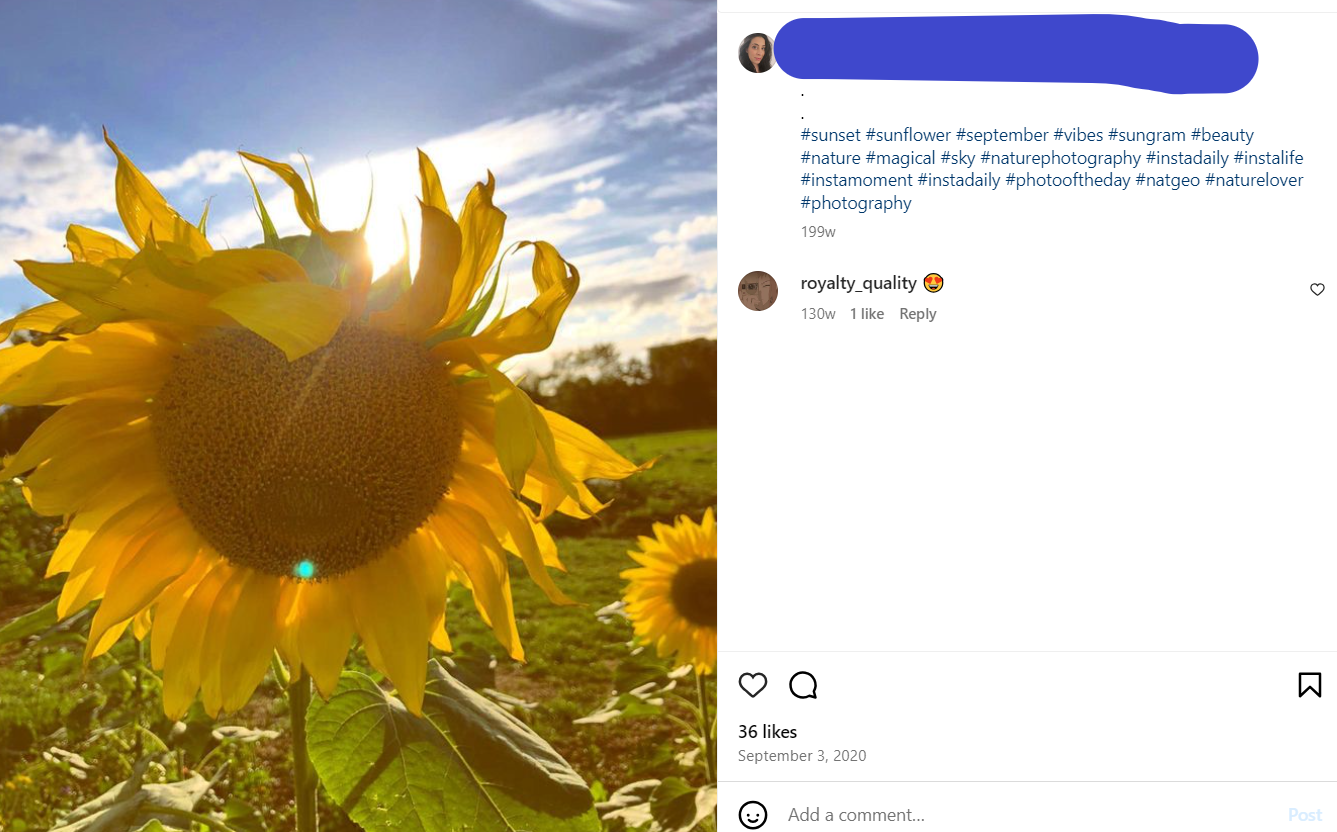 .
.
#sunset #sunflower #september #vibes #sungram #beauty
#nature #magical #sky #naturephotography #instadaily #instalife
#instamoment #instadaily #photooftheday #natgeo #naturelover
#photography
199w
royalty_quality 😍
130w 1 like Reply
36 likes
September 3, 2020
Add a comment... Post